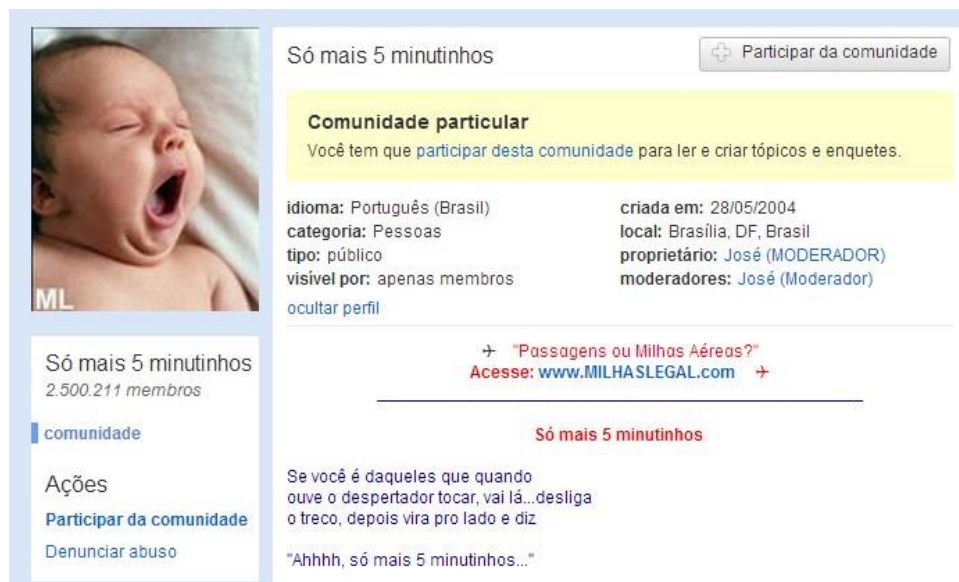 ML
Só mais 5 minutinhos
2.500.211 membros
comunidade
Ações
Participar da comunidade
Denunciar abuso
Só mais 5 minutinhos
Participar da comunidade
Comunidade particular
Você tem que participar desta comunidade para ler e criar tópicos e enquetes.
idioma: Português (Brasil)
categoria: Pessoas
tipo: público
visível por: apenas membros
ocultar perfil
criada em: 28/05/2004
local: Brasília, DF, Brasil
proprietário: José (MODERADOR)
moderadores: José (Moderador)
"Passagens ou Milhas Aéreas?"
Acesse: www.MILHASLEGAL.com
Só mais 5 minutinhos
Se você é daqueles que quando
ouve o despertador tocar, vai lá...desliga
o treco, depois vira pro lado e diz
"Ahhhh, só mais 5 minutinhos..."